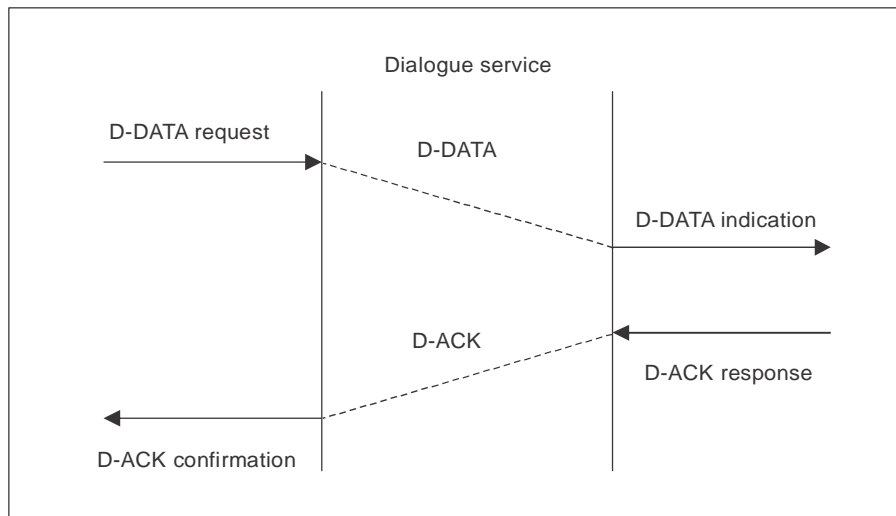 Dialogue service
D-DATA request
D-DATA
D-DATA indication
D-ACK
D-ACK response
D-ACK confirmation